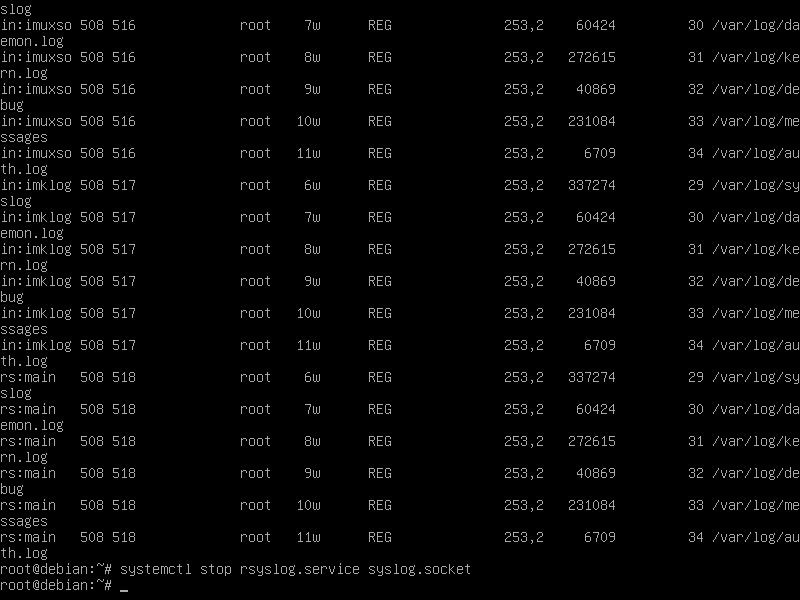 slog
in:imuxso 508 516             root    7w      REG              253,2    60424         30 /var/log/da
emon.log
in:imuxso 508 516             root    8w      REG              253,2   272615         31 /var/log/ke
rn.log
in:imuxso 508 516             root    9w      REG              253,2    40869         32 /var/log/de
bug
in:imuxso 508 516             root   10w      REG              253,2   231084         33 /var/log/me
ssages
in:imuxso 508 516             root   11w      REG              253,2     6709         34 /var/log/au
th.log
in:imklog 508 517             root    6w      REG              253,2   337274         29 /var/log/sy
slog
in:imklog 508 517             root    7w      REG              253,2    60424         30 /var/log/da
emon.log
in:imklog 508 517             root    8w      REG              253,2   272615         31 /var/log/ke
rn.log
in:imklog 508 517             root    9w      REG              253,2    40869         32 /var/log/de
bug
in:imklog 508 517             root   10w      REG              253,2   231084         33 /var/log/me
ssages
in:imklog 508 517             root   11w      REG              253,2     6709         34 /var/log/au
th.log
rs:main   508 518             root    6w      REG              253,2   337274         29 /var/log/sy
slog
rs:main   508 518             root    7w      REG              253,2    60424         30 /var/log/da
emon.log
rs:main   508 518             root    8w      REG              253,2   272615         31 /var/log/ke
rn.log
rs:main   508 518             root    9w      REG              253,2    40869         32 /var/log/de
bug
rs:main   508 518             root   10w      REG              253,2   231084         33 /var/log/me
ssages
rs:main   508 518             root   11w      REG              253,2     6709         34 /var/log/au
th.log
root@debian:~# systemctl stop rsyslog.service syslog.socket
root@debian:~# _